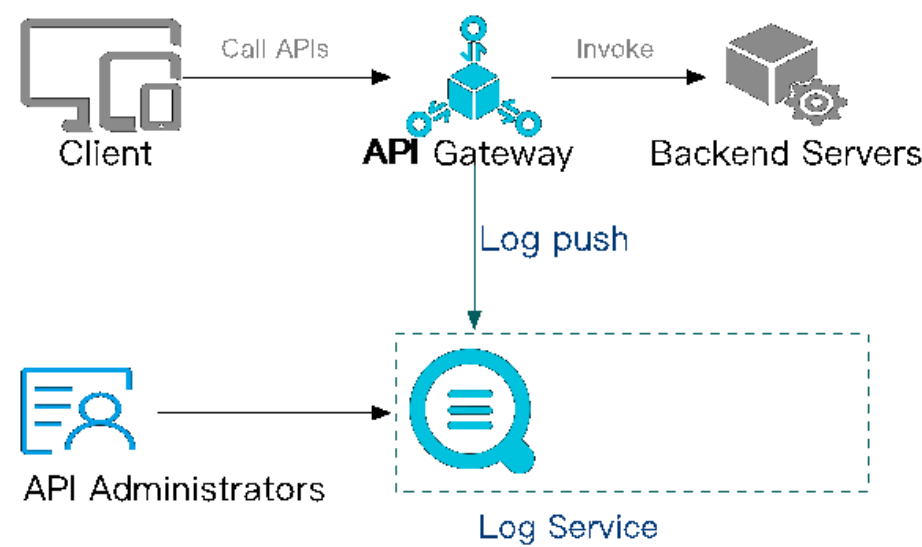 Call APIs
Invoke
Client
API Gateway
Backend Servers
Log push
API Administrators
Log Service